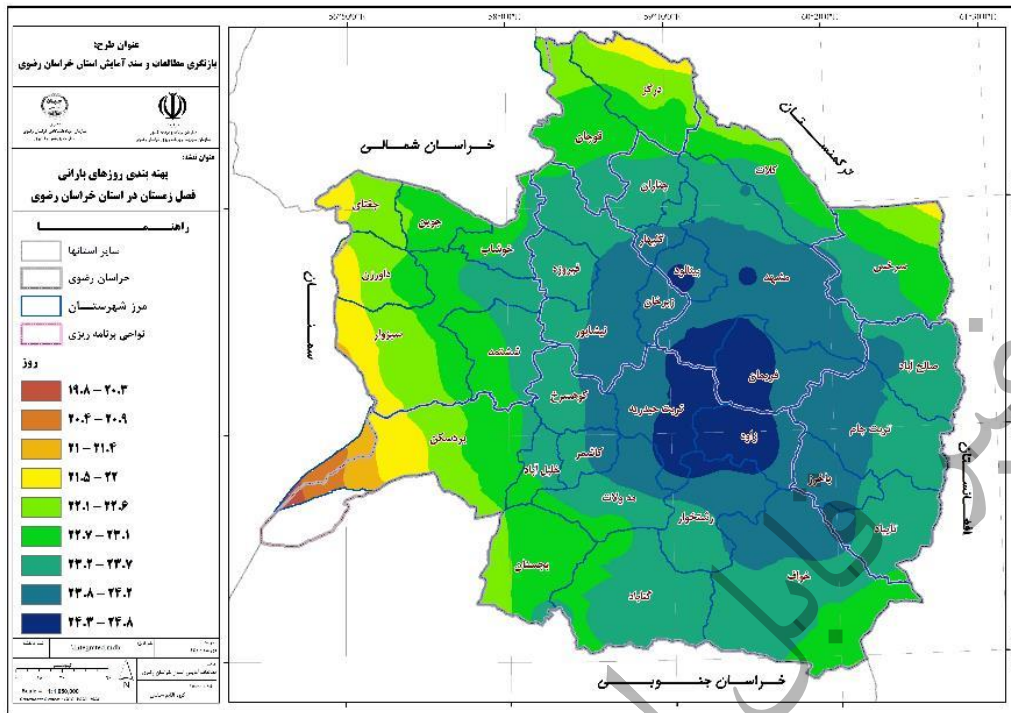 عنوان طرح:
بازنگری مطالعات و سند آمایش استان خراسان رضوی
عنوان نقشه:
پهنه بندی روزهای بارانی
فصل زمستان در استان خراسان رضوی
راهنمــــــا
سایر استانها
خراسان رضوی
مرز شهرستــان
نواحی برنامه ریزی
روز
۱۹.۸ – ۲۰.۳
۲۰.۴ – ۲۰.۹
۲۱ – ۲۱.۴
۲۱.۵ – ۲۲
۲۲.۱ – ۲۲.۶
۲۲.۷ – ۲۳.۱
۲۳.۲ – ۲۳.۷
۲۳.۸ – ۲۴.۲
۲۴.۳ – ۲۴.۸
N
خراسان شمالی
ترکمنستان
سمنان
افغانستان
خراسان جنوبی
درگز
قوچان
کلات
چناران
جغتای
جوین
خوشاب
گلبهار
سرخس
فیروزه
بینالود
مشهد
داورزن
زبرخان
سبزوار
نیشابور
ششتمد
صالح آباد
فریمان
کوهسرخ
تربت حیدریه
تربت جام
بردسکن
زاوه
کاشمر
خلیل آباد
باخرز
مه ولات
رشتخوار
تایباد
بجستان
خواف
گناباد